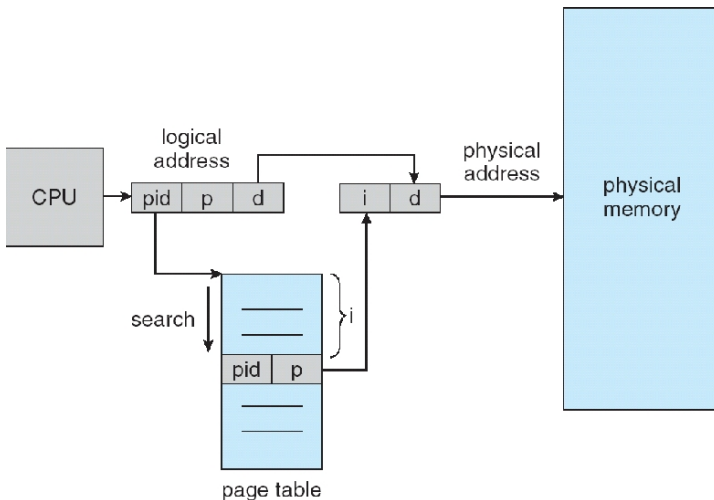 logical
address
physical
address
CPU
pid p d
i d
physical
memory
search
i
pid p
page table